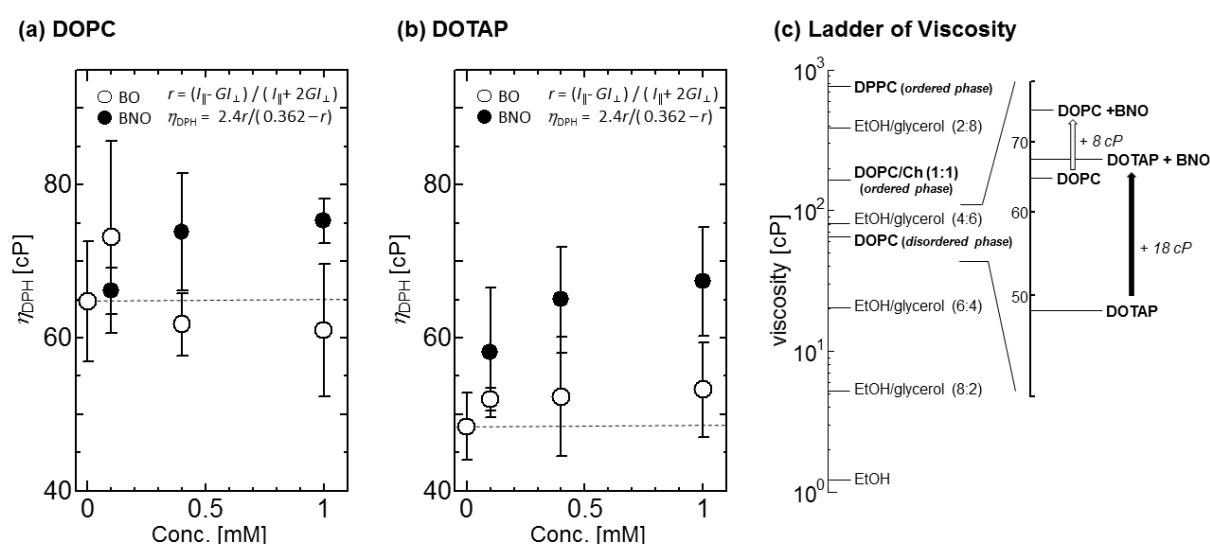 (a) DOPC
BO
BNO
r = (I∥- GI⊥) / ( I∥+ 2GI⊥)
ηDPH = 2.4r/( 0.362 – r)
80
60
40
ηDPH [cP]
0
0.5
1
Conc. [mM]
(b) DOTAP
BO
BNO
r = (I∥- GI⊥) / ( I∥+ 2GI⊥)
ηDPH = 2.4r/( 0.362 – r)
80
60
40
ηDPH [cP]
0
0.5
1
Conc. [mM]
(c) Ladder of Viscosity
viscosity [cP]
10³
10²
10¹
10⁰
DPPC (ordered phase)
EtOH/glycerol (2:8)
DOPC/Ch (1:1)
(ordered phase)
EtOH/glycerol (4:6)
DOPC (disordered phase)
EtOH/glycerol (6:4)
EtOH/glycerol (8:2)
EtOH
70
60
50
DOPC +BNO
+ 8 cP
DOTAP + BNO
DOPC
+ 18 cP
DOTAP